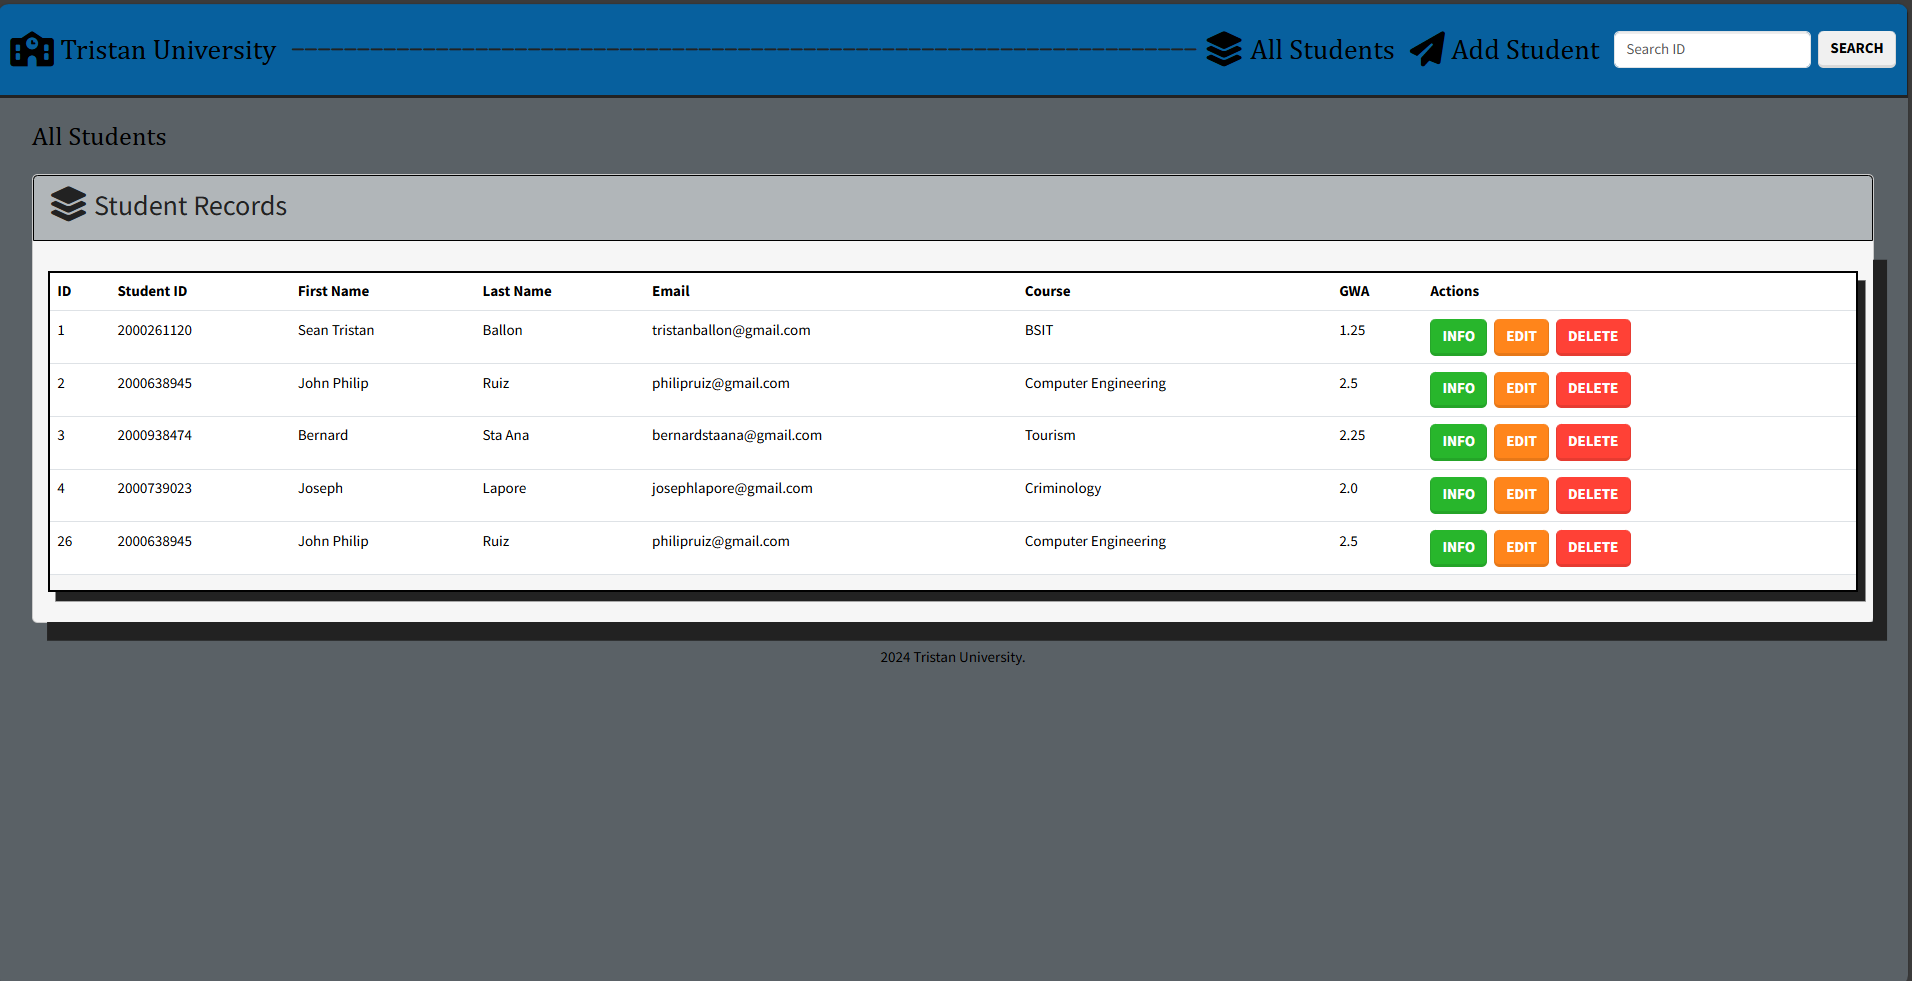 Tristan University All Students Add Student Search ID SEARCH
All Students
Student Records
ID Student ID First Name Last Name Email Course GWA Actions
1 2000261120 Sean Tristan Ballon tristanballon@gmail.com BSIT 1.25 INFO EDIT DELETE
2 2000638945 John Philip Ruiz philipruiz@gmail.com Computer Engineering 2.5 INFO EDIT DELETE
3 2000938474 Bernard Sta Ana bernardstaana@gmail.com Tourism 2.25 INFO EDIT DELETE
4 2000739023 Joseph Lapore josephlapore@gmail.com Criminology 2.0 INFO EDIT DELETE
26 2000638945 John Philip Ruiz philipruiz@gmail.com Computer Engineering 2.5 INFO EDIT DELETE
2024 Tristan University.